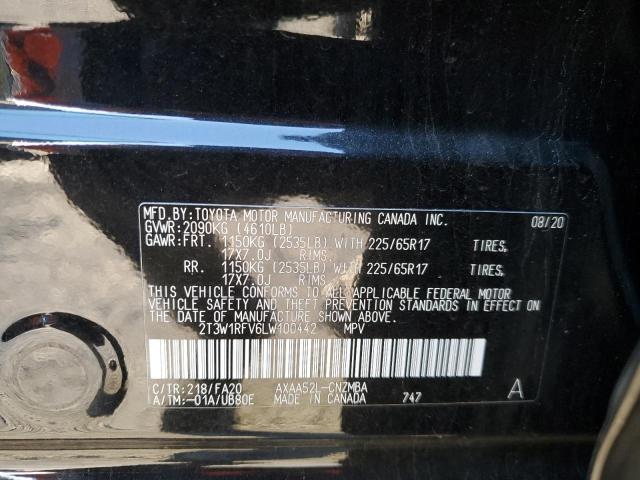 MFD.BY:TOYOTA MOTOR MANUFACTURING CANADA INC. 08/20
GVWR:2090KG (4610LB)
GAWR:FRT. 1150KG (2535LB) WITH 225/65R17 TIRES,
17X7.0J RIMS
RR. 1150KG (2535LB) WITH 225/65R17 TIRES,
17X7.0J RIMS
THIS VEHICLE CONFORMS TO ALL APPLICABLE FEDERAL MOTOR
VEHICLE SAFETY AND THEFT PREVENTION STANDARDS IN EFFECT ON
THE DATE OF MANUFACTURE SHOWN ABOVE.
2T3W1RFV6LW100442 MPV
C/TR:218/FA20 AXAA52L-CNZMBA
A/TM:-01A/UB80E MADE IN CANADA 747 A